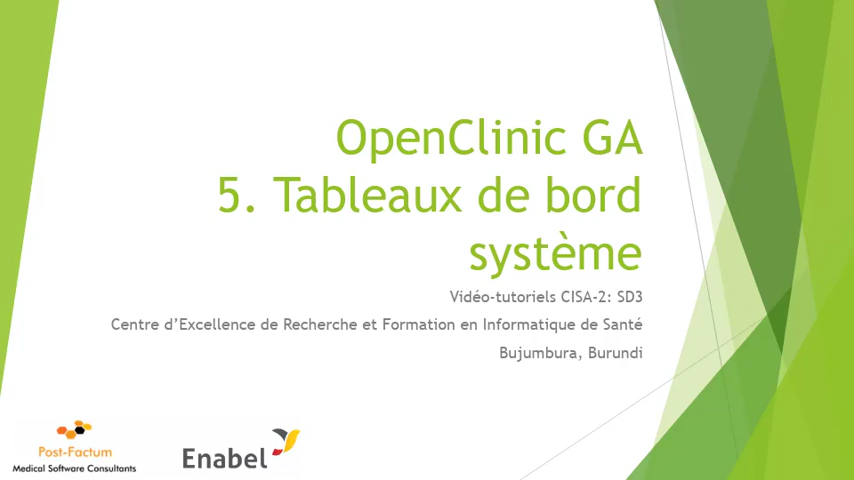 OpenClinic GA
5. Tableaux de bord
système
Vidéo-tutoriels CISA-2: SD3
Centre d’Excellence de Recherche et Formation en Informatique de Santé
Bujumbura, Burundi
Post-Factum
Medical Software Consultants
Enabel